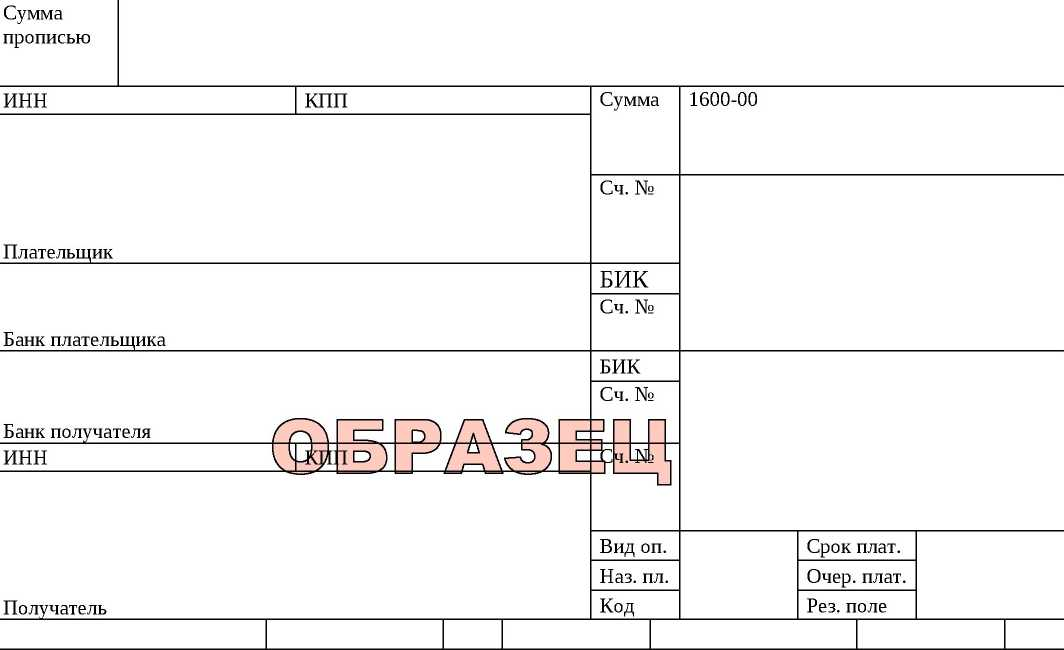 Сумма
прописью
ИНН КПП Сумма 1600-00
Сч. №
Плательщик
БИК
Сч. №
Банк плательщика
БИК
Сч. №
Банк получателя
ОБРАЗЕЦ
ИНН КПП Сч. №
Вид оп. Срок плат.
Наз. пл. Очер. плат.
Получатель Код Рез. поле